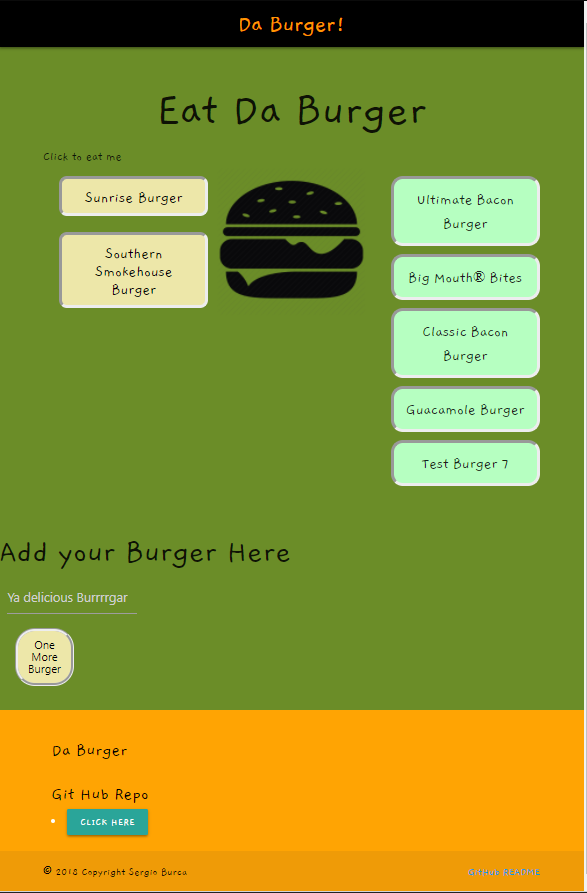 Da Burger!
Eat Da Burger
Click to eat me
Sunrise Burger
Southern
Smokehouse
Burger
Ultimate Bacon
Burger
Big Mouth® Bites
Classic Bacon
Burger
Guacamole Burger
Test Burger 7
Add your Burger Here
Ya delicious Burrrrgar
One
More
Burger
Da Burger
Git Hub Repo
CLICK HERE
© 2018 Copyright Sergio Burca
GitHub README